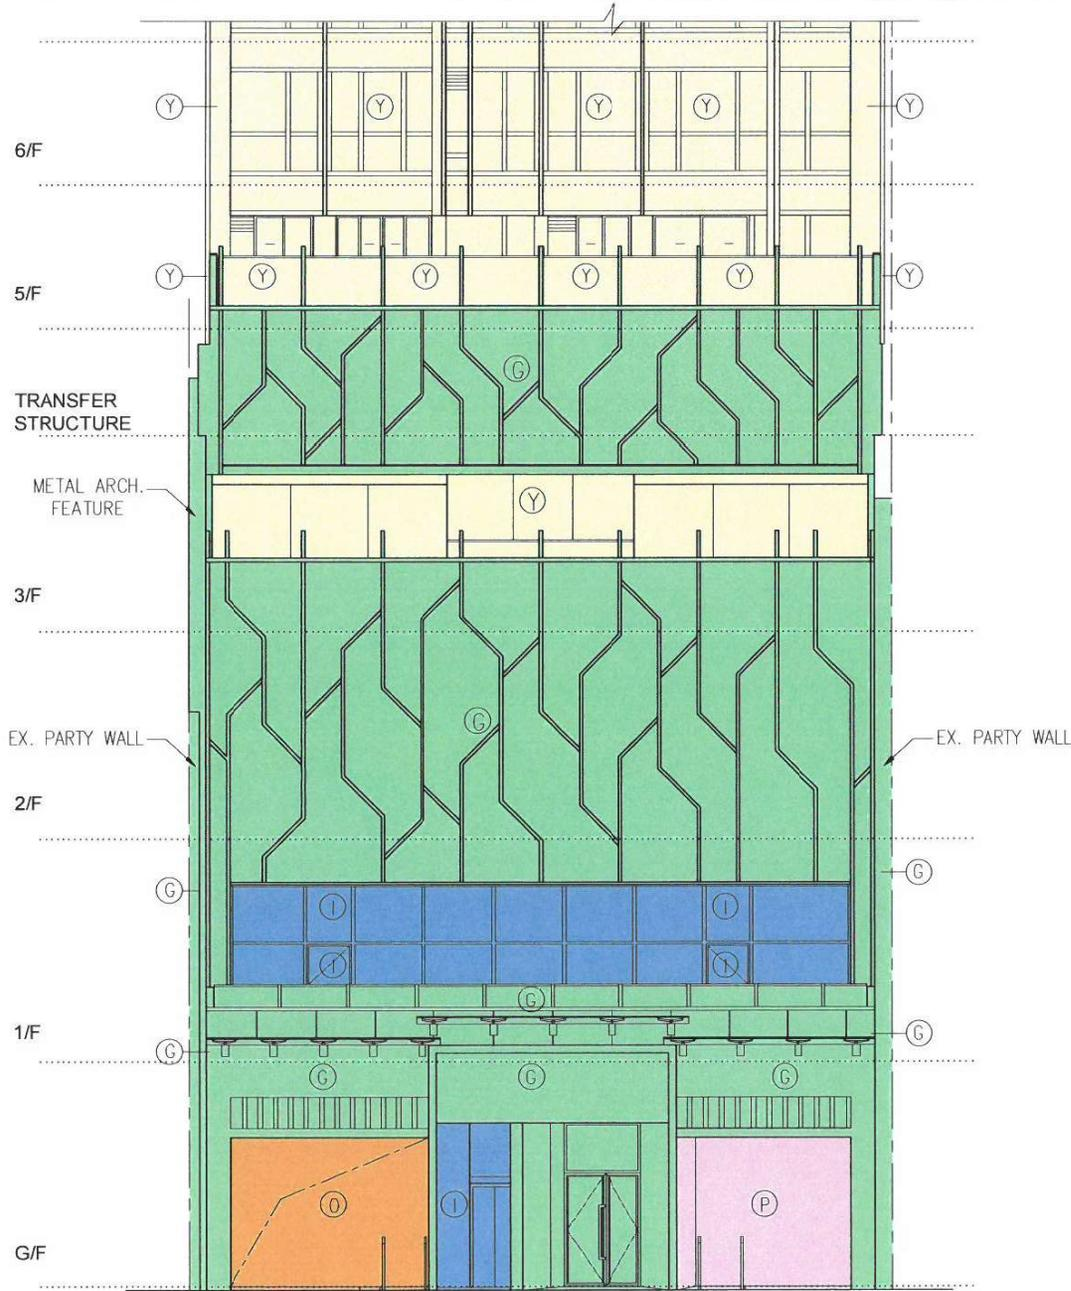 Y
Y
Y
Y
Y
6/F
Y
Y
Y
Y
Y
Y
5/F
G
TRANSFER
STRUCTURE
METAL ARCH.
FEATURE
Y
3/F
G
EX. PARTY WALL
EX. PARTY WALL
2/F
G
G
I
I
I
I
G
1/F
G
G
G
G
G
O
I
P
G/F